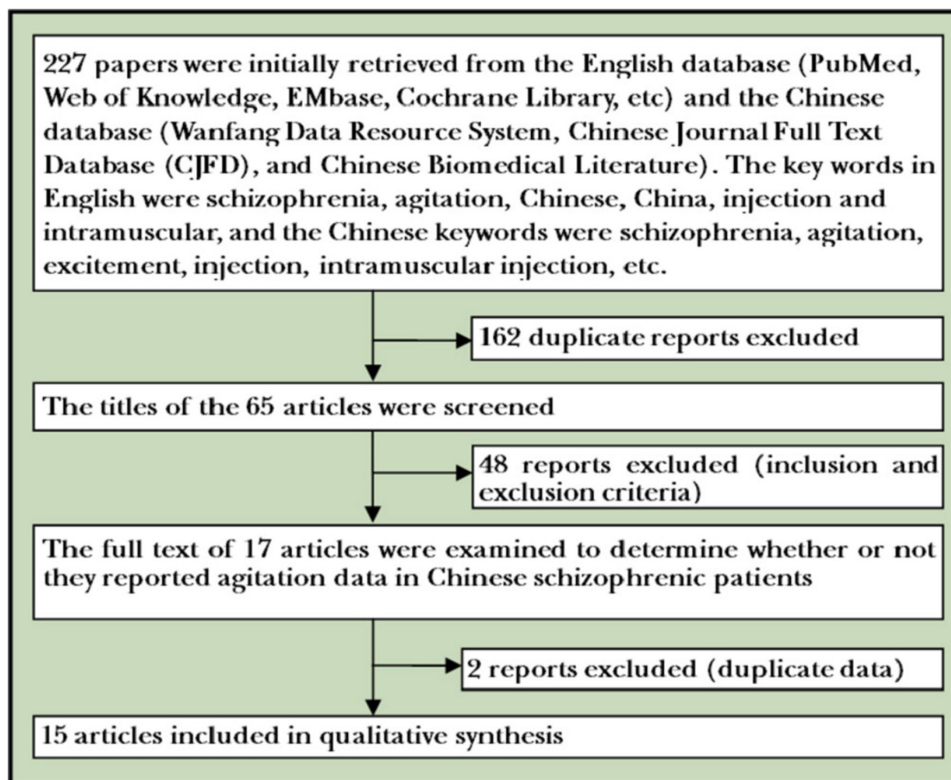 227 papers were initially retrieved from the English database (PubMed,
Web of Knowledge, EMbase, Cochrane Library, etc) and the Chinese
database (Wanfang Data Resource System, Chinese Journal Full Text
Database (CJFD), and Chinese Biomedical Literature). The key words in
English were schizophrenia, agitation, Chinese, China, injection and
intramuscular, and the Chinese keywords were schizophrenia, agitation,
excitement, injection, intramuscular injection, etc.
162 duplicate reports excluded
The titles of the 65 articles were screened
48 reports excluded (inclusion and
exclusion criteria)
The full text of 17 articles were examined to determine whether or not
they reported agitation data in Chinese schizophrenic patients
2 reports excluded (duplicate data)
15 articles included in qualitative synthesis